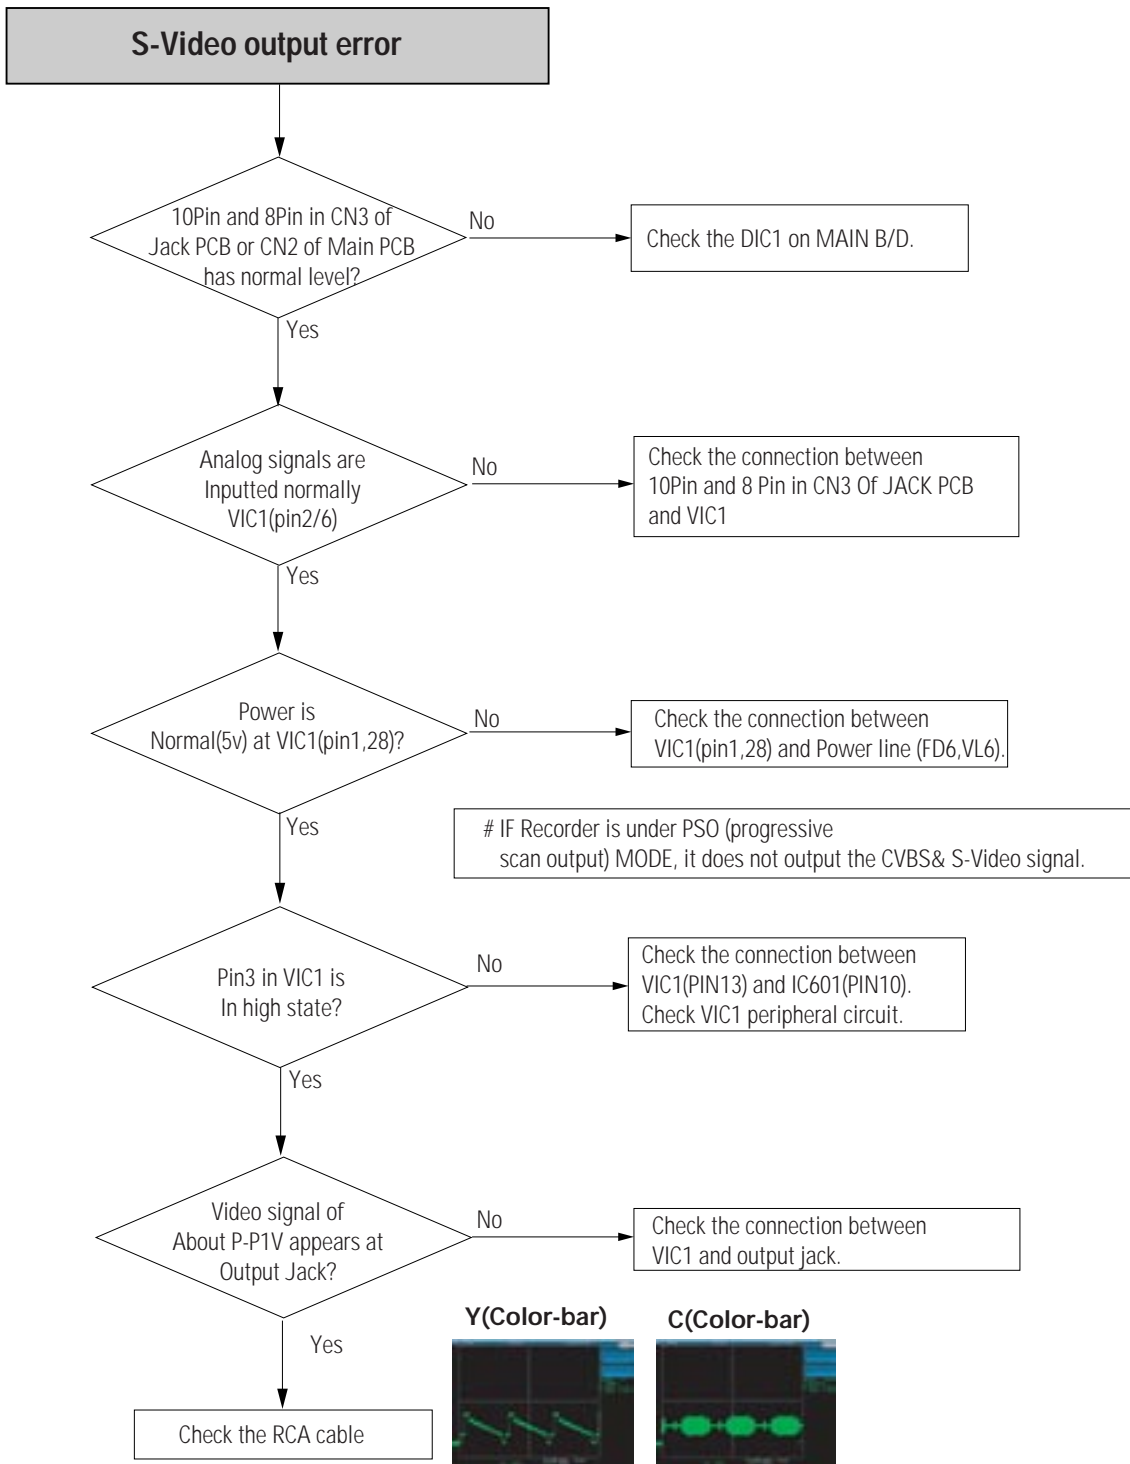 S-Video output error
10Pin and 8Pin in CN3 of
Jack PCB or CN2 of Main PCB
has normal level?
No
Check the DIC1 on MAIN B/D.
Yes
Analog signals are
Inputted normally
VIC1(pin2/6)
No
Check the connection between
10Pin and 8 Pin in CN3 Of JACK PCB
and VIC1
Yes
Power is
Normal(5v) at VIC1(pin1,28)?
No
Check the connection between
VIC1(pin1,28) and Power line (FD6,VL6).
Yes
# IF Recorder is under PSO (progressive
scan output) MODE, it does not output the CVBS& S-Video signal.
Pin3 in VIC1 is
In high state?
No
Check the connection between
VIC1(PIN13) and IC601(PIN10).
Check VIC1 peripheral circuit.
Yes
Video signal of
About P-P1V appears at
Output Jack?
No
Check the connection between
VIC1 and output jack.
Yes
Y(Color-bar)
C(Color-bar)
Check the RCA cable